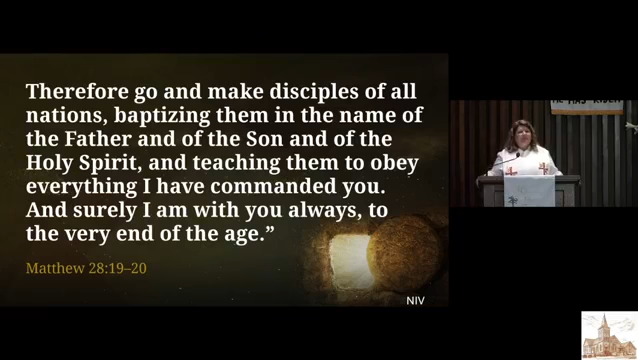 Therefore go and make disciples of all
nations, baptizing them in the name of
the Father and of the Son and of the
Holy Spirit, and teaching them to obey
everything I have commanded you.
And surely I am with you always, to
the very end of the age.”
Matthew 28:19–20
NIV